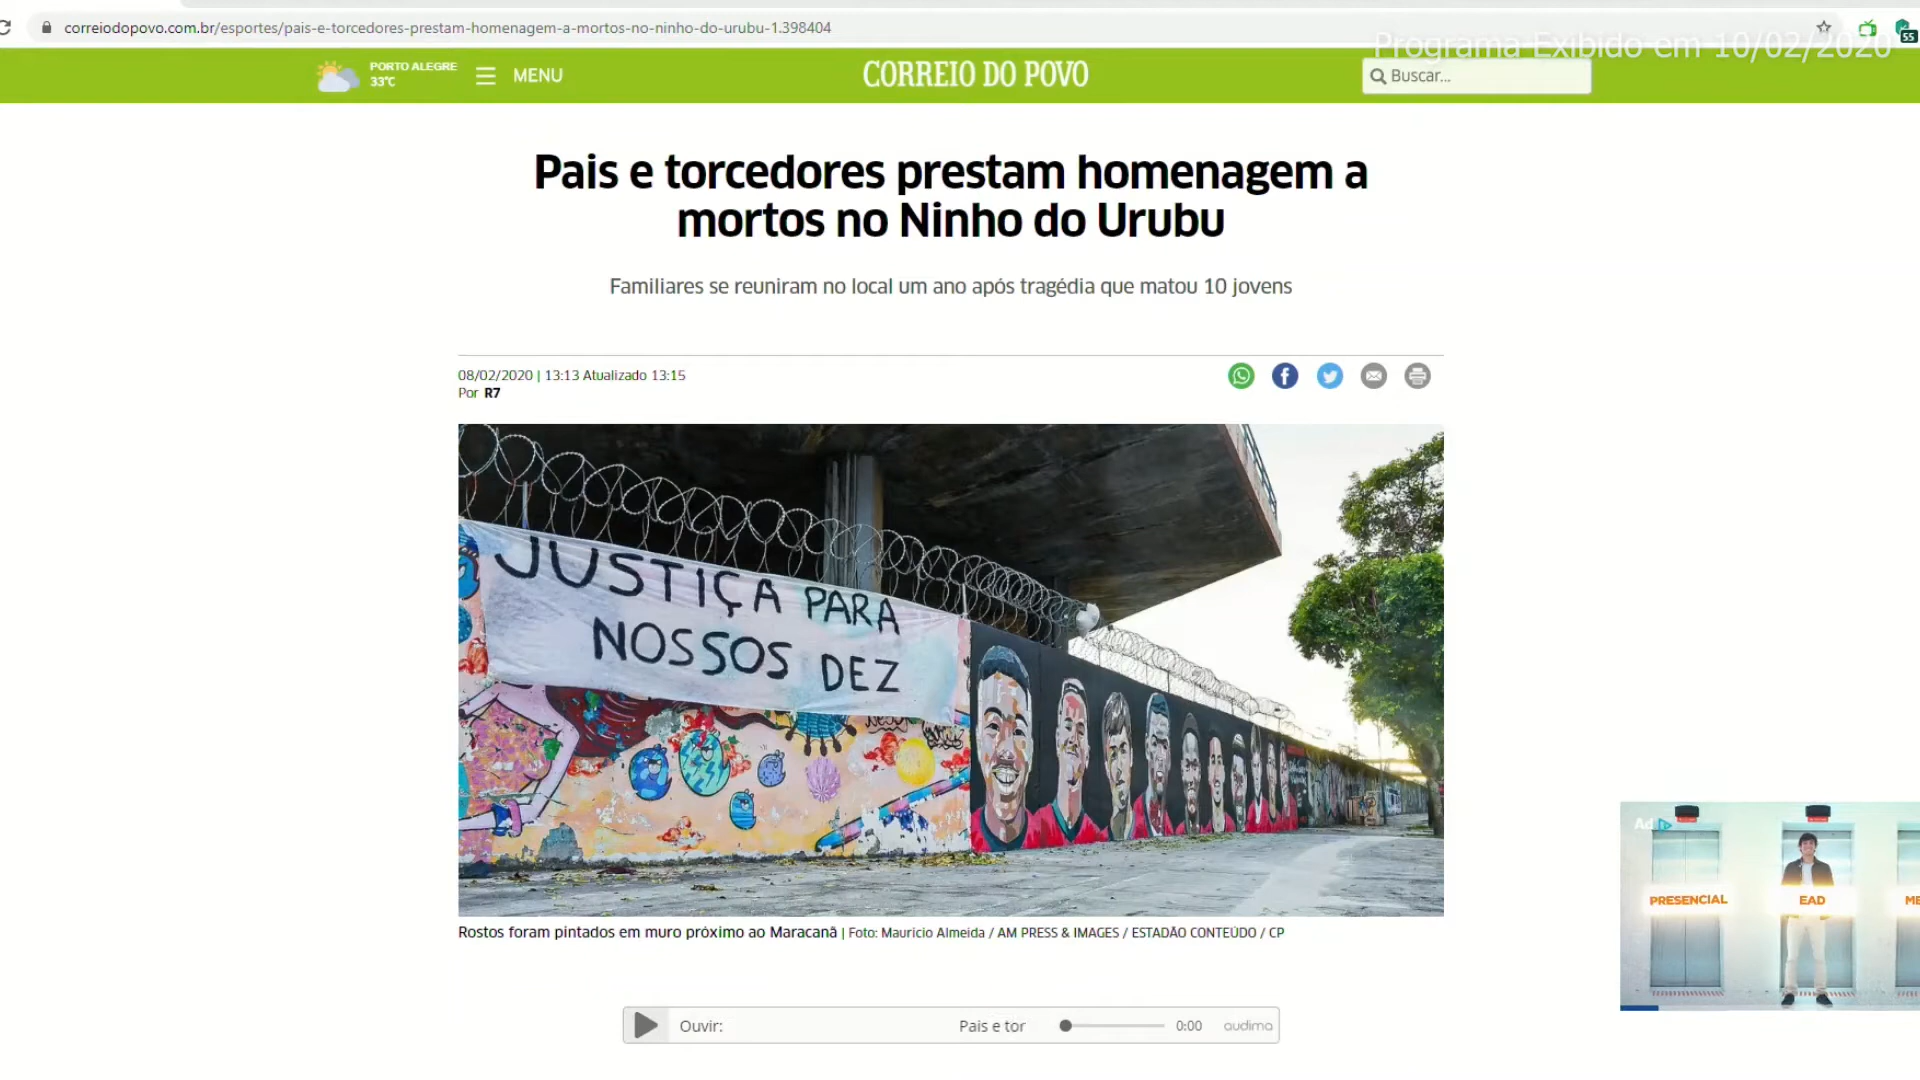 correiodopovo.com.br/esportes/pais-e-torcedores-prestam-homenagem-a-mortos-no-ninho-do-urubu-1.398404
55
Programa Exibido em 10/02/2020
PORTO ALEGRE
33°C
MENU
CORREIO DO POVO
Buscar...
Pais e torcedores prestam homenagem a
mortos no Ninho do Urubu
Familiares se reuniram no local um ano após tragédia que matou 10 jovens
08/02/2020 | 13:13 Atualizado 13:15
Por R7
JUSTIÇA PARA
NOSSOS DEZ
Rostos foram pintados em muro próximo ao Maracanã | Foto: Mauricio Almeida / AM PRESS & IMAGES / ESTADÃO CONTEÚDO / CP
Ad
PRESENCIAL
EAD
ME
Ouvir:
Pais e tor
0:00
audima